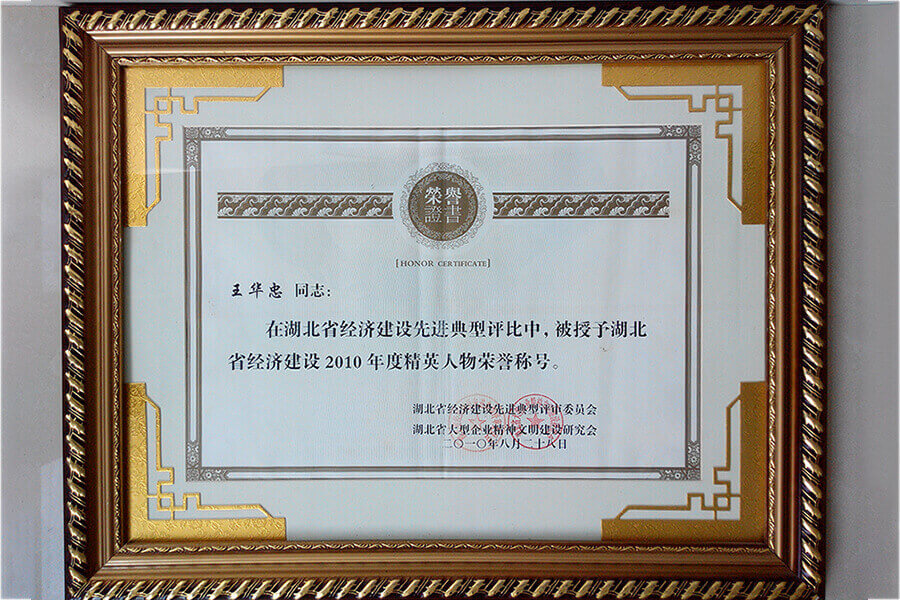 榮譽
證書
[HONOR CERTIFICATE]
王华忠 同志:
在湖北省经济建设先进典型评比中,被授予湖北
省经济建设2010年度精英人物荣誉称号。
湖北省经济建设先进典型评审委员会
湖北省大型企业精神文明建设研究会
二〇一〇年八月二十八日